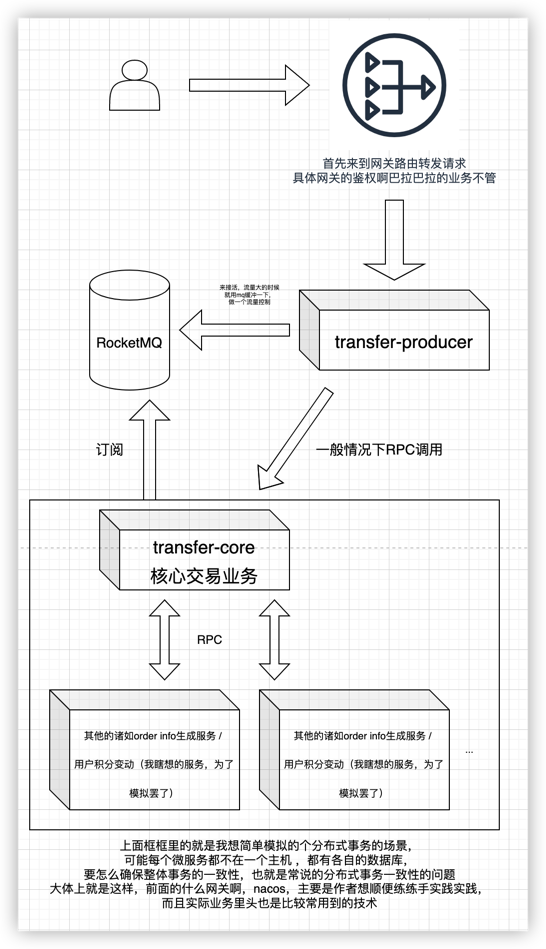 首先来到网关路由转发请求
具体网关的鉴权啊巴拉巴拉的业务不管
来接活，流量大的时候
就用mq缓冲一下，
做一个流量控制
RocketMQ
transfer-producer
订阅
一般情况下RPC调用
transfer-core
核心交易业务
RPC
其他的诸如order info生成服务 /
用户积分变动（我瞎想的服务，为了
模拟罢了）
其他的诸如order info生成服务 /
用户积分变动（我瞎想的服务，为了
模拟罢了）
...
上面框框里的就是我想简单模拟的个分布式事务的场景，
可能每个微服务都不在一个主机 ，都有各自的数据库，
要怎么确保整体事务的一致性，也就是常说的分布式事务一致性的问题
大体上就是这样，前面的什么网关啊，nacos，主要是作者想顺便练练手实践实践，
而且实际业务里头也是比较常用到的技术